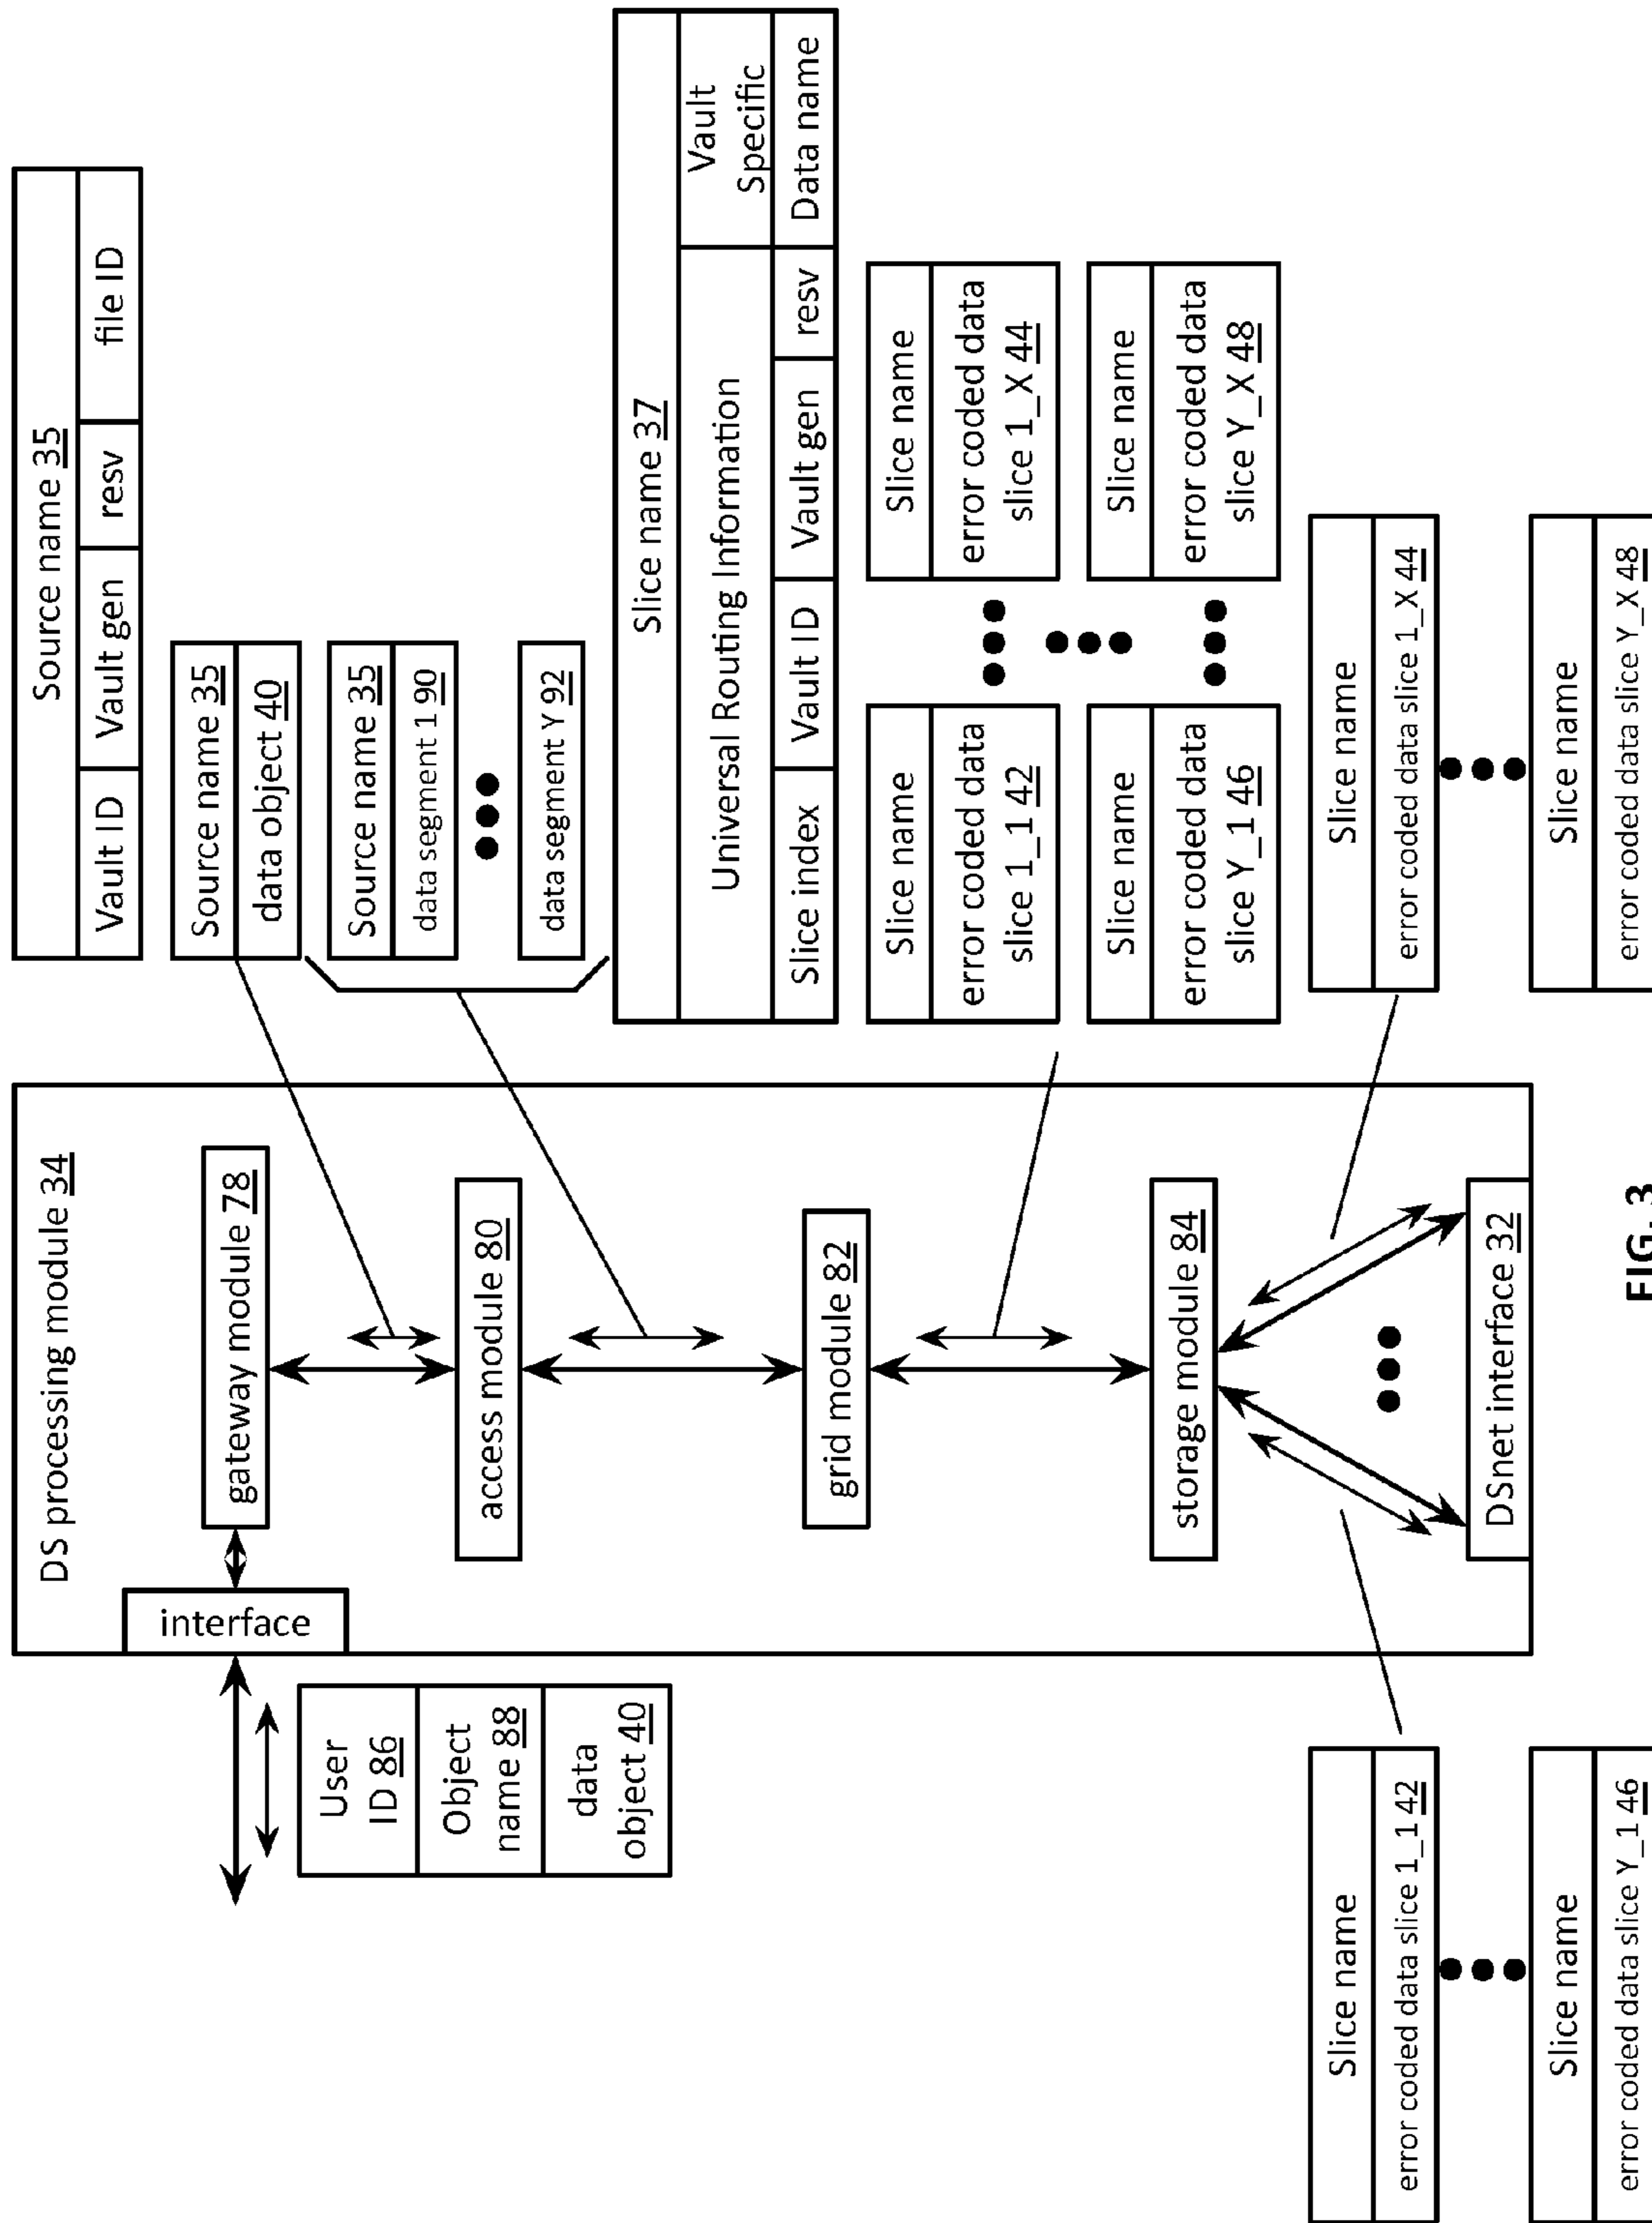 DS processing module 34
interface
gateway module 78
access module 80
grid module 82
storage module 84
DSnet interface 32
User
ID 86
Object
name 88
data
object 40
Source name 35
Vault ID
Vault gen
resv
file ID
Source name 35
data object 40
Source name 35
data segment 1 90
data segment Y 92
Slice name 37
Universal Routing Information
Vault
Specific
Slice index
Vault ID
Vault gen
resv
Data name
Slice name
error coded data
slice 1_1 42
Slice name
error coded data
slice 1_X 44
Slice name
error coded data
slice Y_1 46
Slice name
error coded data
slice Y_X 48
Slice name
error coded data slice 1_1 42
Slice name
error coded data slice Y_1 46
Slice name
error coded data slice 1_X 44
Slice name
error coded data slice Y_X 48
FIG. 3